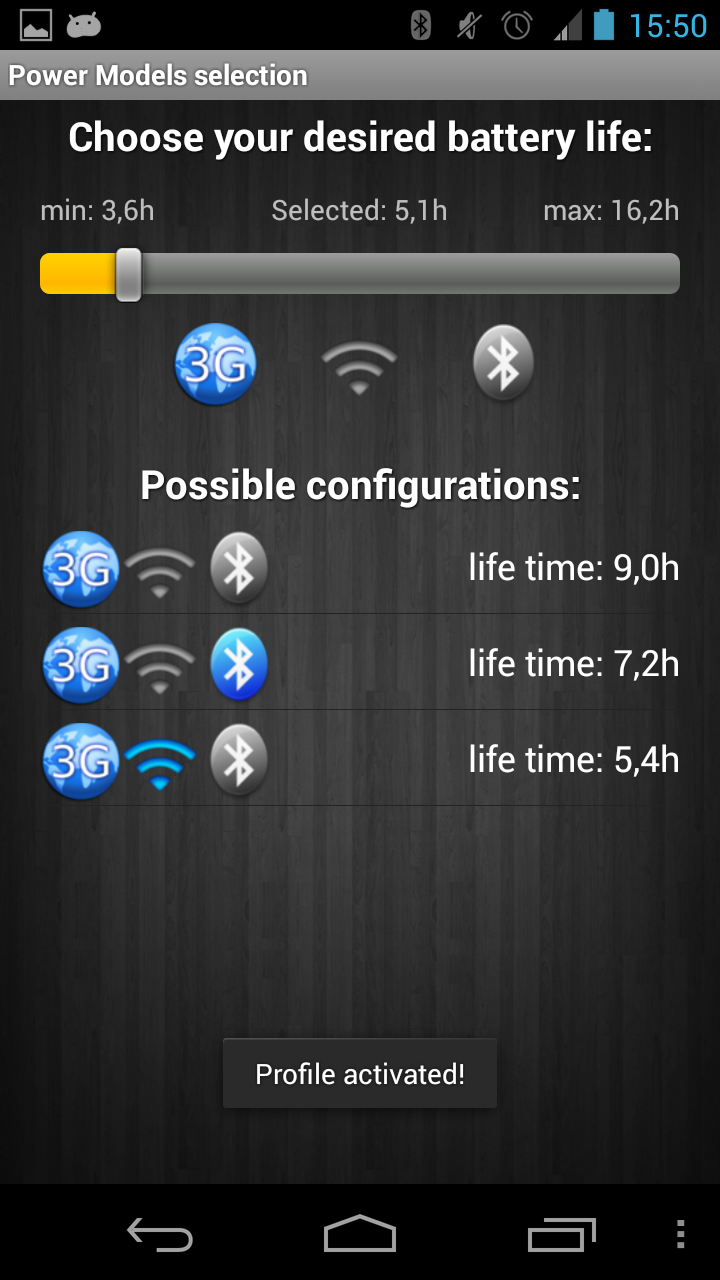 15:50
Power Models selection
Choose your desired battery life:
min: 3,6h Selected: 5,1h max: 16,2h
3G
Possible configurations:
3G life time: 9,0h
3G life time: 7,2h
3G life time: 5,4h
Profile activated!